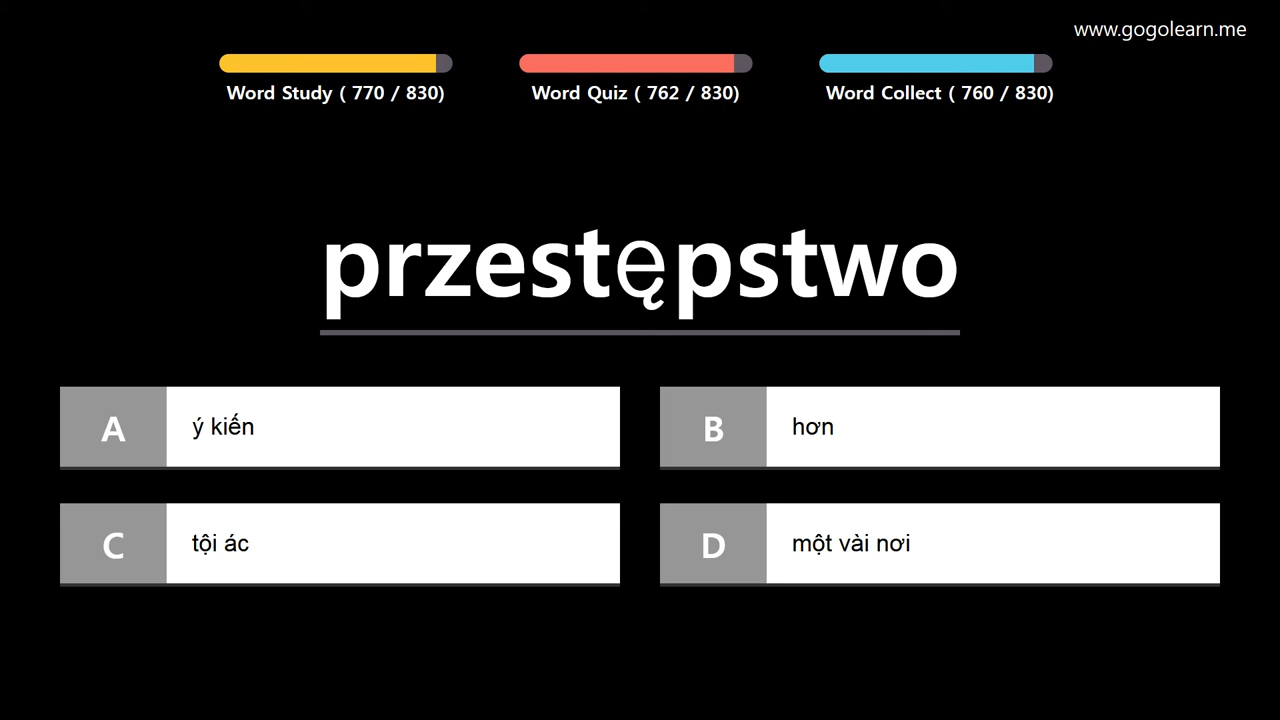 www.gogolearn.me
Word Study ( 770 / 830)
Word Quiz ( 762 / 830)
Word Collect ( 760 / 830)
przestępstwo
A ý kiến
B hơn
C tội ác
D một vài nơi